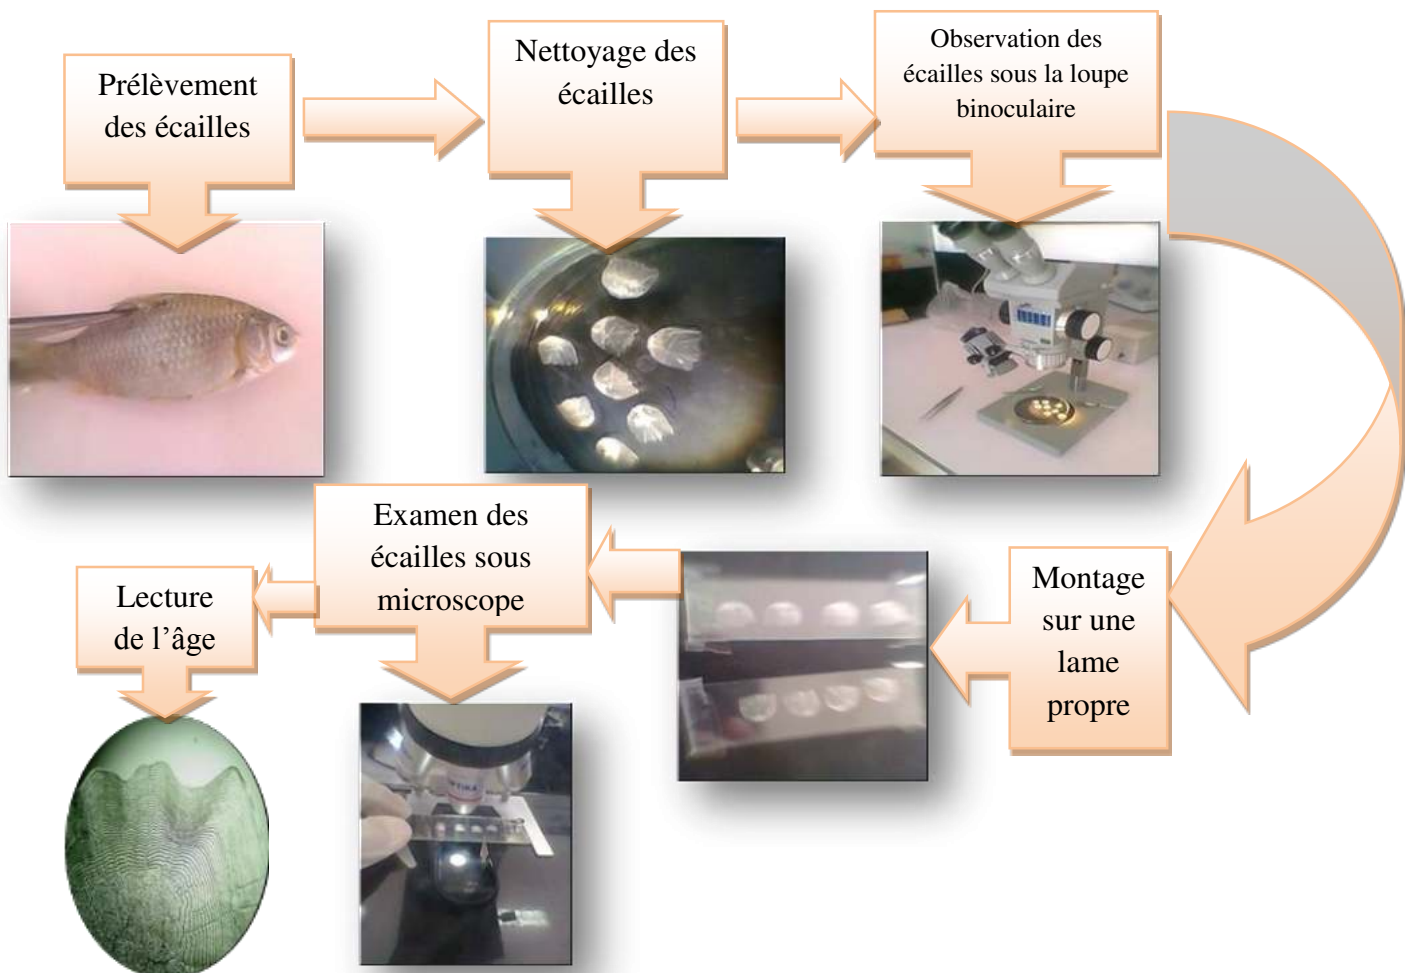 Prélèvement
des écailles
Nettoyage des
écailles
Observation des
écailles sous la loupe
binoculaire
Montage
sur une
lame
propre
Examen des
écailles sous
microscope
Lecture
de l’âge